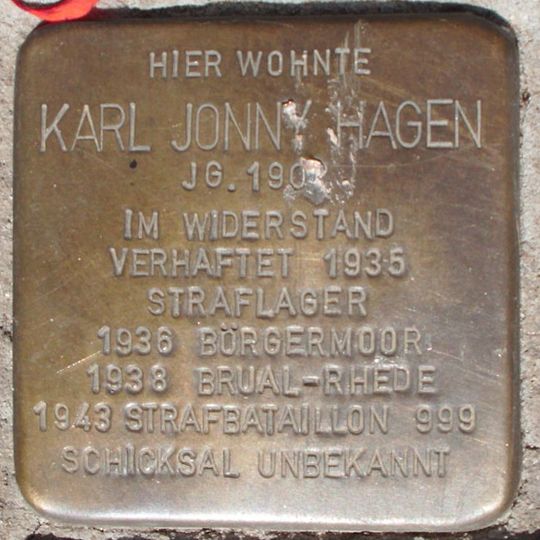 HIER WOHNTE
KARL JONNY HAGEN
JG.
IM WIDERSTAND
VERHAFTET 1935
STRAFLAGER
1936 BÖRGERMOOR
1938 BRUAL-RHEDE
1943 STRAFBATAILLON 999
SCHICKSAL UNBEKANNT